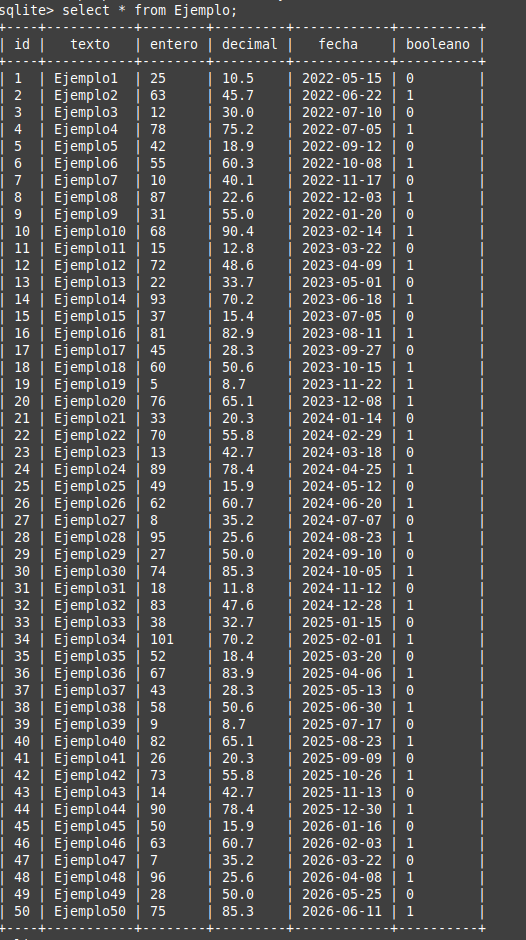 sqlite> select * from Ejemplo;
+----+-----------+--------+---------+------------+----------+
| id |   texto   | entero | decimal |   fecha    | booleano |
+----+-----------+--------+---------+------------+----------+
| 1  | Ejemplo1  | 25     | 10.5    | 2022-05-15 | 0        |
| 2  | Ejemplo2  | 63     | 45.7    | 2022-06-22 | 1        |
| 3  | Ejemplo3  | 12     | 30.0    | 2022-07-10 | 0        |
| 4  | Ejemplo4  | 78     | 75.2    | 2022-07-05 | 1        |
| 5  | Ejemplo5  | 42     | 18.9    | 2022-09-12 | 0        |
| 6  | Ejemplo6  | 55     | 60.3    | 2022-10-08 | 1        |
| 7  | Ejemplo7  | 10     | 40.1    | 2022-11-17 | 0        |
| 8  | Ejemplo8  | 87     | 22.6    | 2022-12-03 | 1        |
| 9  | Ejemplo9  | 31     | 55.0    | 2022-01-20 | 0        |
| 10 | Ejemplo10 | 68     | 90.4    | 2023-02-14 | 1        |
| 11 | Ejemplo11 | 15     | 12.8    | 2023-03-22 | 0        |
| 12 | Ejemplo12 | 72     | 48.6    | 2023-04-09 | 1        |
| 13 | Ejemplo13 | 22     | 33.7    | 2023-05-01 | 0        |
| 14 | Ejemplo14 | 93     | 70.2    | 2023-06-18 | 1        |
| 15 | Ejemplo15 | 37     | 15.4    | 2023-07-05 | 0        |
| 16 | Ejemplo16 | 81     | 82.9    | 2023-08-11 | 1        |
| 17 | Ejemplo17 | 45     | 28.3    | 2023-09-27 | 0        |
| 18 | Ejemplo18 | 60     | 50.6    | 2023-10-15 | 1        |
| 19 | Ejemplo19 | 5      | 8.7     | 2023-11-22 | 1        |
| 20 | Ejemplo20 | 76     | 65.1    | 2023-12-08 | 1        |
| 21 | Ejemplo21 | 33     | 20.3    | 2024-01-14 | 0        |
| 22 | Ejemplo22 | 70     | 55.8    | 2024-02-29 | 1        |
| 23 | Ejemplo23 | 13     | 42.7    | 2024-03-18 | 0        |
| 24 | Ejemplo24 | 89     | 78.4    | 2024-04-25 | 1        |
| 25 | Ejemplo25 | 49     | 15.9    | 2024-05-12 | 0        |
| 26 | Ejemplo26 | 62     | 60.7    | 2024-06-20 | 1        |
| 27 | Ejemplo27 | 8      | 35.2    | 2024-07-07 | 0        |
| 28 | Ejemplo28 | 95     | 25.6    | 2024-08-23 | 1        |
| 29 | Ejemplo29 | 27     | 50.0    | 2024-09-10 | 0        |
| 30 | Ejemplo30 | 74     | 85.3    | 2024-10-05 | 1        |
| 31 | Ejemplo31 | 18     | 11.8    | 2024-11-12 | 0        |
| 32 | Ejemplo32 | 83     | 47.6    | 2024-12-28 | 1        |
| 33 | Ejemplo33 | 38     | 32.7    | 2025-01-15 | 0        |
| 34 | Ejemplo34 | 101    | 70.2    | 2025-02-01 | 1        |
| 35 | Ejemplo35 | 52     | 18.4    | 2025-03-20 | 0        |
| 36 | Ejemplo36 | 67     | 83.9    | 2025-04-06 | 1        |
| 37 | Ejemplo37 | 43     | 28.3    | 2025-05-13 | 0        |
| 38 | Ejemplo38 | 58     | 50.6    | 2025-06-30 | 1        |
| 39 | Ejemplo39 | 9      | 8.7     | 2025-07-17 | 0        |
| 40 | Ejemplo40 | 82     | 65.1    | 2025-08-23 | 1        |
| 41 | Ejemplo41 | 26     | 20.3    | 2025-09-09 | 0        |
| 42 | Ejemplo42 | 73     | 55.8    | 2025-10-26 | 1        |
| 43 | Ejemplo43 | 14     | 42.7    | 2025-11-13 | 0        |
| 44 | Ejemplo44 | 90     | 78.4    | 2025-12-30 | 1        |
| 45 | Ejemplo45 | 50     | 15.9    | 2026-01-16 | 0        |
| 46 | Ejemplo46 | 63     | 60.7    | 2026-02-03 | 1        |
| 47 | Ejemplo47 | 7      | 35.2    | 2026-03-22 | 0        |
| 48 | Ejemplo48 | 96     | 25.6    | 2026-04-08 | 1        |
| 49 | Ejemplo49 | 28     | 50.0    | 2026-05-25 | 0        |
| 50 | Ejemplo50 | 75     | 85.3    | 2026-06-11 | 1        |
+----+-----------+--------+---------+------------+----------+